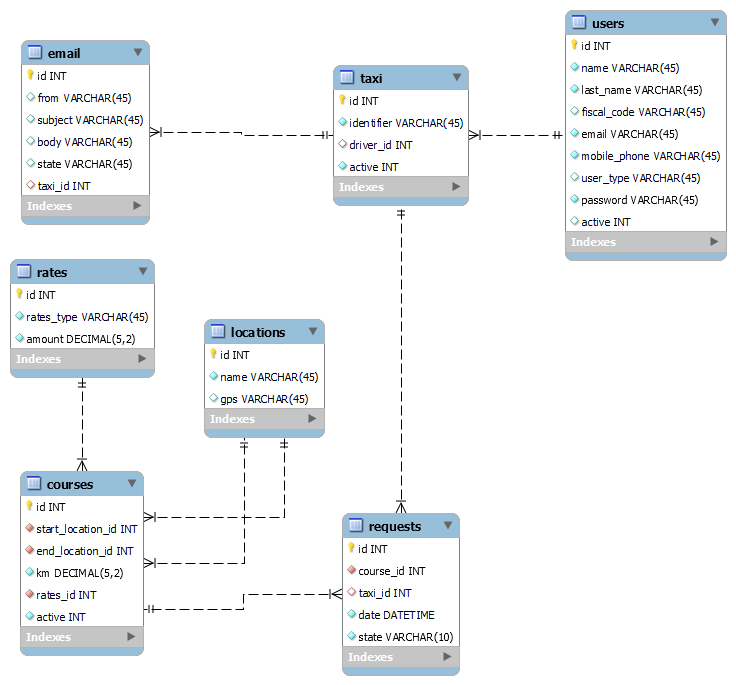 email
id INT
from VARCHAR(45)
subject VARCHAR(45)
body VARCHAR(45)
state VARCHAR(45)
taxi_id INT
Indexes
taxi
id INT
identifier VARCHAR(45)
driver_id INT
active INT
Indexes
users
id INT
name VARCHAR(45)
last_name VARCHAR(45)
fiscal_code VARCHAR(45)
email VARCHAR(45)
mobile_phone VARCHAR(45)
user_type VARCHAR(45)
password VARCHAR(45)
active INT
Indexes
rates
id INT
rates_type VARCHAR(45)
amount DECIMAL(5,2)
Indexes
locations
id INT
name VARCHAR(45)
gps VARCHAR(45)
Indexes
courses
id INT
start_location_id INT
end_location_id INT
km DECIMAL(5,2)
rates_id INT
active INT
Indexes
requests
id INT
course_id INT
taxi_id INT
date DATETIME
state VARCHAR(10)
Indexes